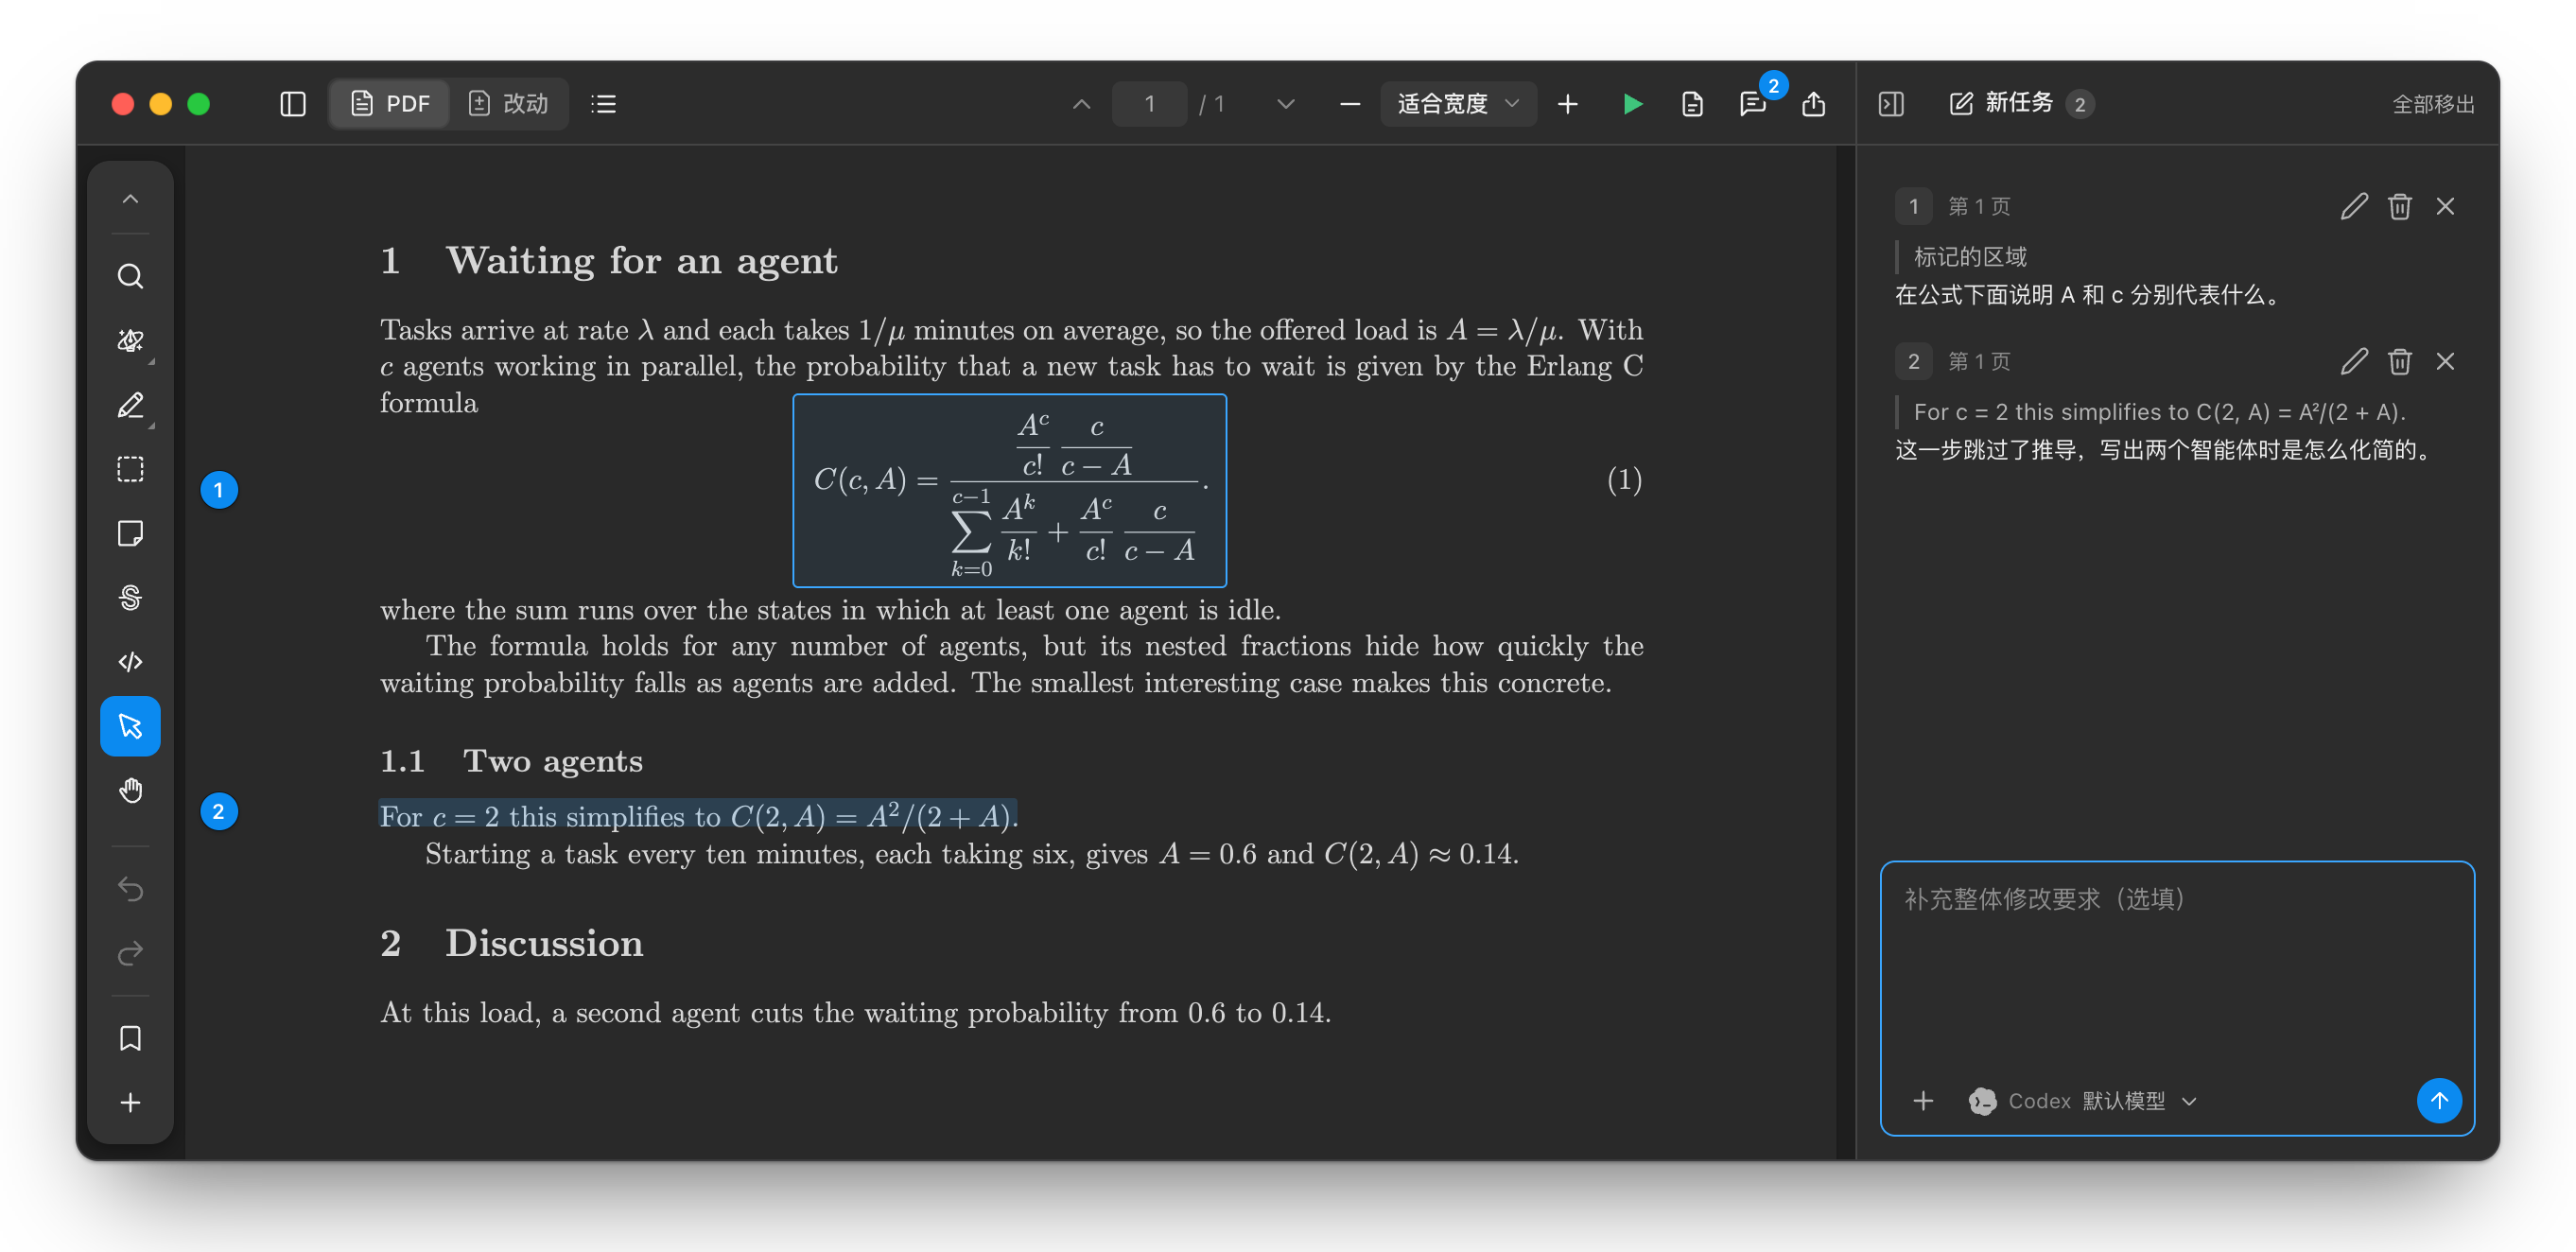 PDF 改动 1 / 1 适合宽度 2 新任务 2 全部移出
1 Waiting for an agent
Tasks arrive at rate λ and each takes 1/μ minutes on average, so the offered load is A = λ/μ. With
c agents working in parallel, the probability that a new task has to wait is given by the Erlang C
formula
C(c, A) = \frac{\frac{A^c}{c!} \frac{c}{c − A}}{\sum_{k=0}^{c−1} \frac{A^k}{k!} + \frac{A^c}{c!} \frac{c}{c − A}}. (1)
1
where the sum runs over the states in which at least one agent is idle.
The formula holds for any number of agents, but its nested fractions hide how quickly the
waiting probability falls as agents are added. The smallest interesting case makes this concrete.
1.1 Two agents
2
For c = 2 this simplifies to C(2, A) = A²/(2 + A).
Starting a task every ten minutes, each taking six, gives A = 0.6 and C(2, A) ≈ 0.14.
2 Discussion
At this load, a second agent cuts the waiting probability from 0.6 to 0.14.
1 第 1 页
标记的区域
在公式下面说明 A 和 c 分别代表什么。
2 第 1 页
For c = 2 this simplifies to C(2, A) = A²/(2 + A).
这一步跳过了推导，写出两个智能体时是怎么化简的。
补充整体修改要求（选填）
Codex 默认模型